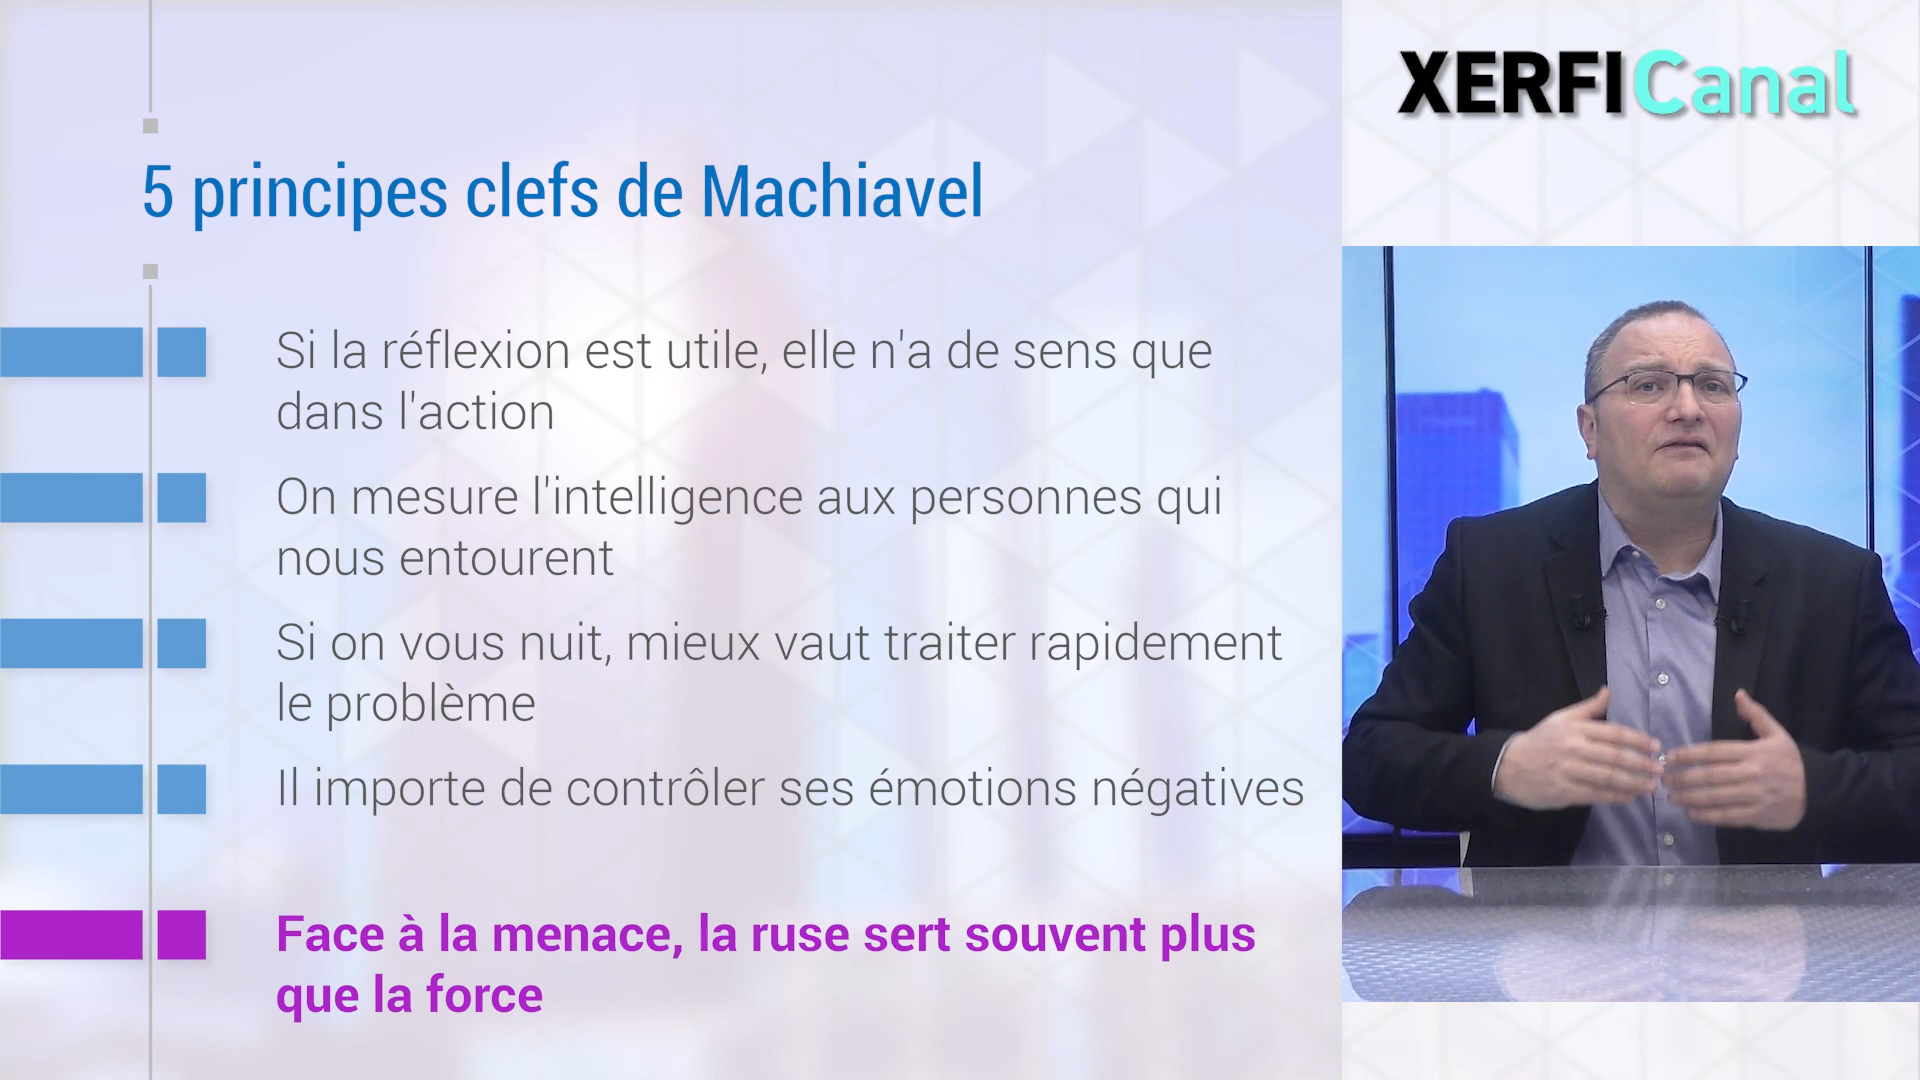 XERFI Canal
5 principes clefs de Machiavel
Si la réflexion est utile, elle n'a de sens que
dans l'action
On mesure l'intelligence aux personnes qui
nous entourent
Si on vous nuit, mieux vaut traiter rapidement
le problème
Il importe de contrôler ses émotions négatives
Face à la menace, la ruse sert souvent plus
que la force